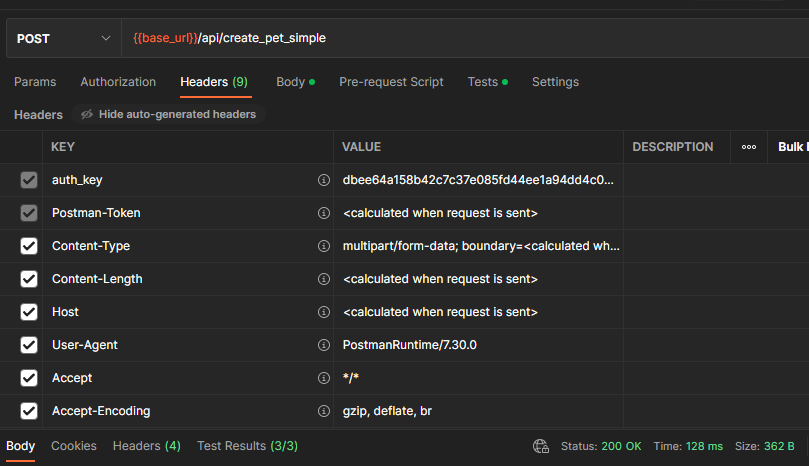 POST {{base_url}}/api/create_pet_simple
Params Authorization Headers (9) Body Pre-request Script Tests Settings
Headers Hide auto-generated headers
KEY VALUE DESCRIPTION Bulk
auth_key dbee64a158b42c7c37e085fd44ee1a94dd4c0...
Postman-Token <calculated when request is sent>
Content-Type multipart/form-data; boundary=<calculated wh...
Content-Length <calculated when request is sent>
Host <calculated when request is sent>
User-Agent PostmanRuntime/7.30.0
Accept */*
Accept-Encoding gzip, deflate, br
Body Cookies Headers (4) Test Results (3/3) Status: 200 OK Time: 128 ms Size: 362 B